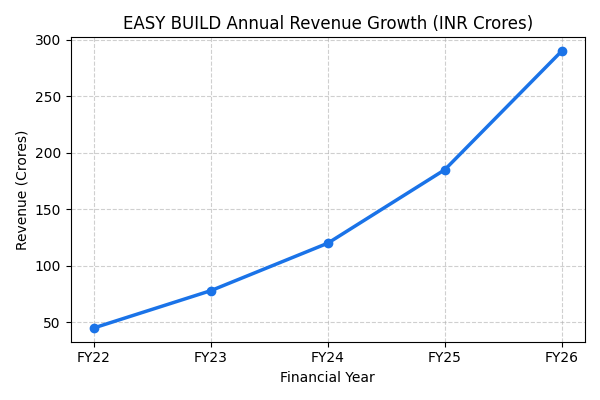 EASY BUILD Annual Revenue Growth (INR Crores)
300
250
200
150
100
50
Revenue (Crores)
FY22 FY23 FY24 FY25 FY26
Financial Year